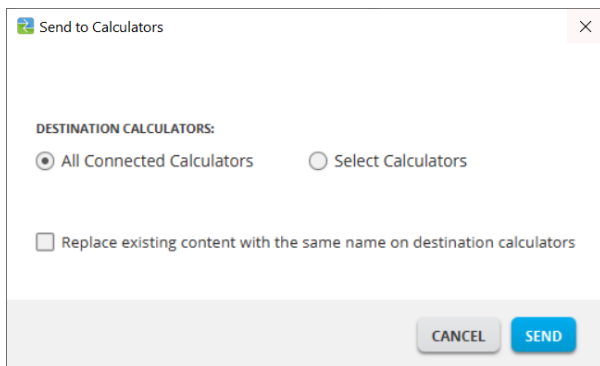 Send to Calculators
DESTINATION CALCULATORS:
All Connected Calculators
Select Calculators
Replace existing content with the same name on destination calculators
CANCEL
SEND